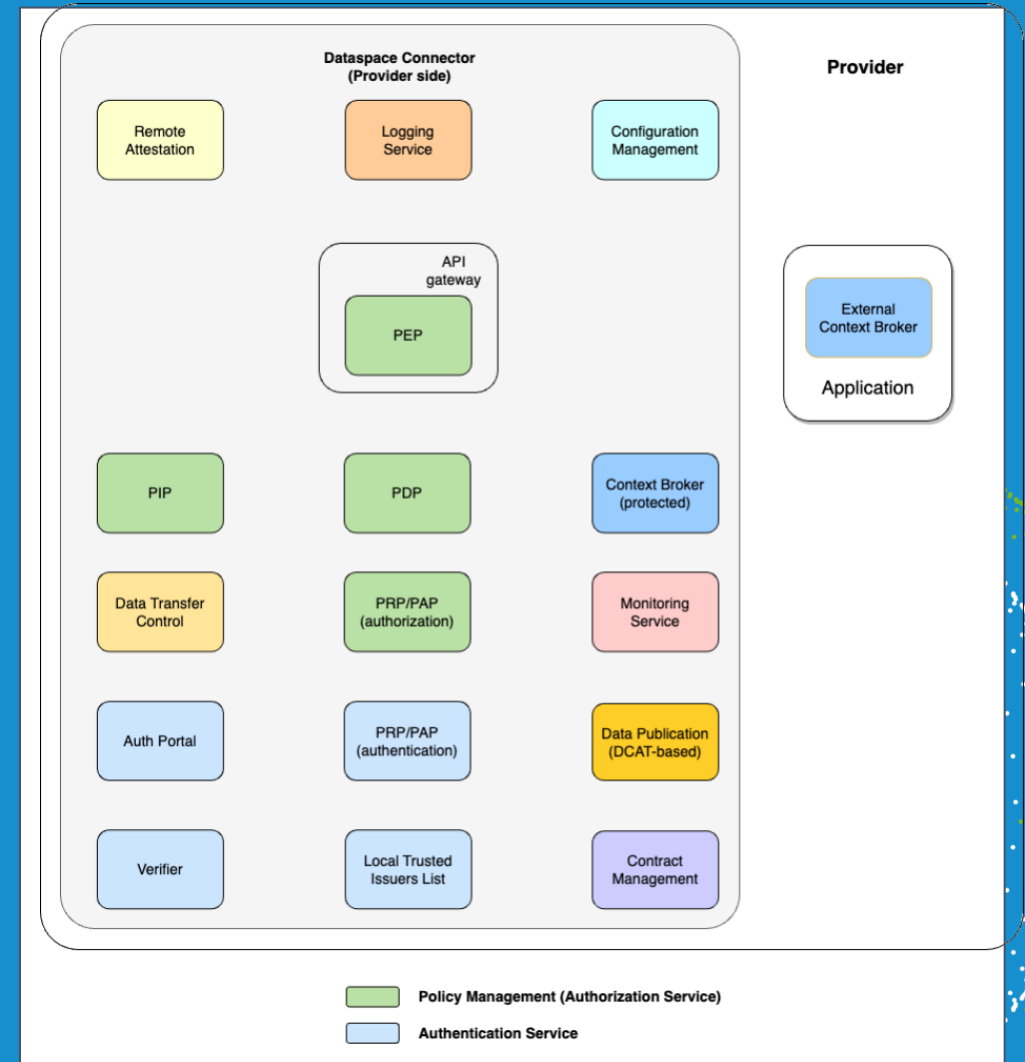 Dataspace Connector
(Provider side)
Provider
Remote
Attestation
Logging
Service
Configuration
Management
API
gateway
PEP
External
Context Broker
Application
PIP
PDP
Context Broker
(protected)
Data Transfer
Control
PRP/PAP
(authorization)
Monitoring
Service
Auth Portal
PRP/PAP
(authentication)
Data Publication
(DCAT-based)
Verifier
Local Trusted
Issuers List
Contract
Management
Policy Management (Authorization Service)
Authentication Service